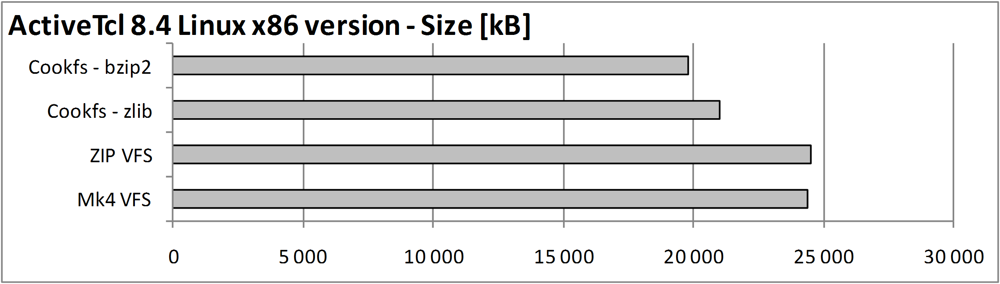 ActiveTcl 8.4 Linux x86 version - Size [kB]
Cookfs - bzip2
Cookfs - zlib
ZIP VFS
Mk4 VFS
0 5 000 10 000 15 000 20 000 25 000 30 000